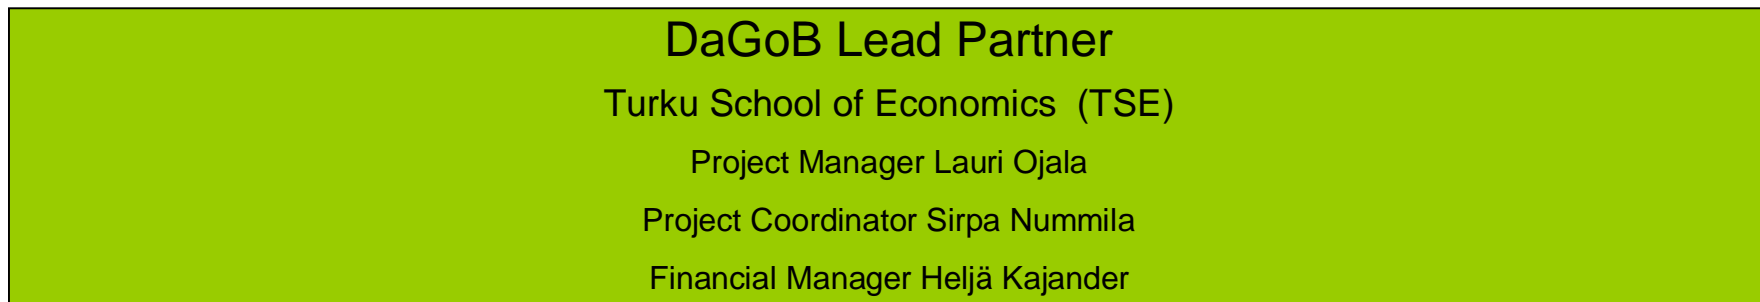 DaGoB Lead Partner
Turku School of Economics  (TSE)
Project Manager Lauri Ojala
Project Coordinator Sirpa Nummila
Financial Manager Heljä Kajander